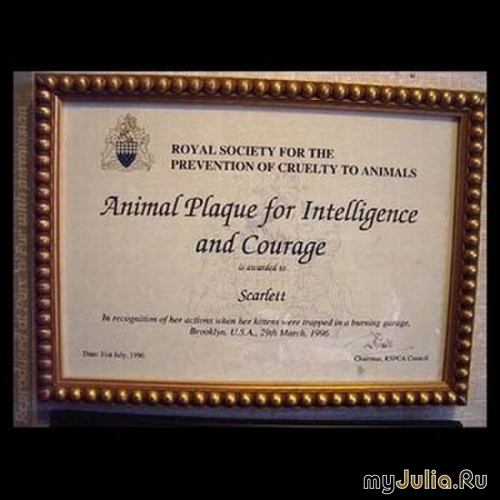 ROYAL SOCIETY FOR THE
PREVENTION OF CRUELTY TO ANIMALS
Animal Plaque for Intelligence
and Courage
is awarded to
Scarlett
In recognition of her actions when her kittens were trapped in a burning garage,
Brooklyn, U.S.A., 29th March, 1996
Date: 31st July, 1996
Chairman, RSPCA Council
Reproduced at Purr 'n' Fur with permission
myJulia.Ru